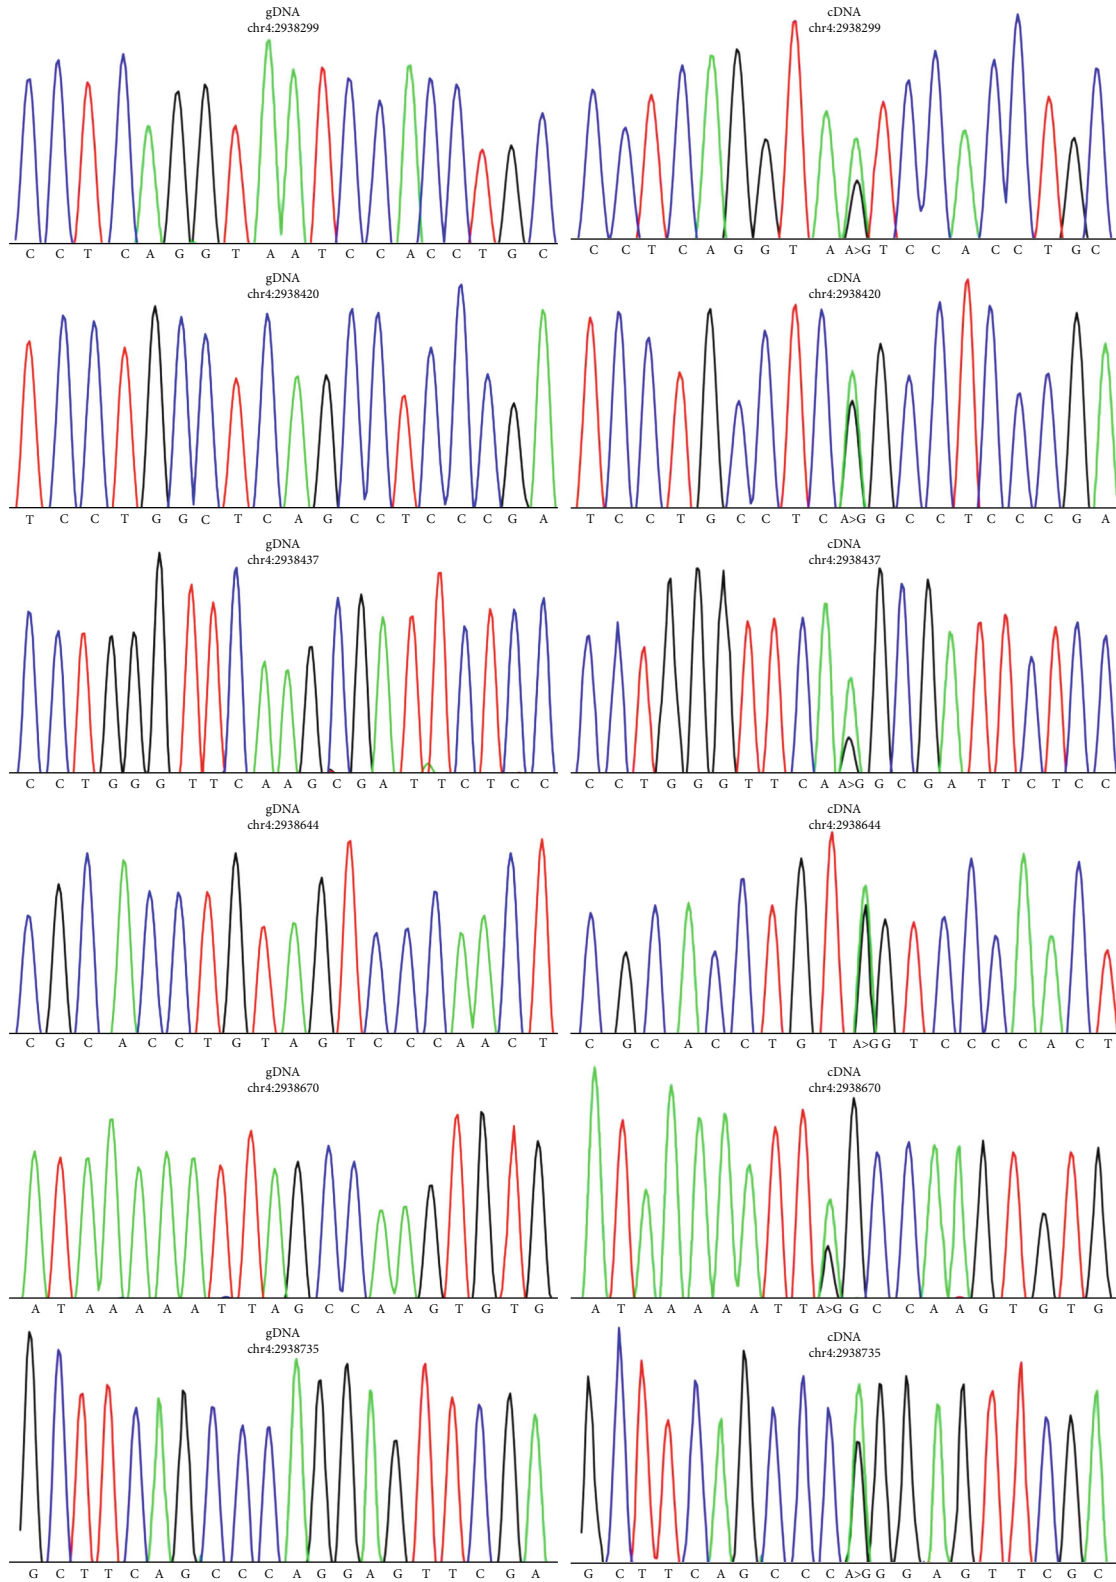 gDNA
chr4:2938299
C C T C A G G T A A T C C A C C T G C
cDNA
chr4:2938299
C C T C A G G T A A>G T C C A C C T G C
gDNA
chr4:2938420
T C C T G G C T C A G C C T C C C G A
cDNA
chr4:2938420
T C C T G C C T C A>G G C C T C C C G A
gDNA
chr4:2938437
C C T G G G T T C A A G C G A T T C T C C
cDNA
chr4:2938437
C C T G G G T T C A A>G G C G A T T C T C C
gDNA
chr4:2938644
C G C A C C T G T A G T C C C A A C T
cDNA
chr4:2938644
C G C A C C T G T A>G G T C C C C A C T
gDNA
chr4:2938670
A T A A A A A T T A G C C A A G T G T G
cDNA
chr4:2938670
A T A A A A A T T A>G G C C A A G T G T G
gDNA
chr4:2938735
G C T T C A G C C C A G G A G T T C G A
cDNA
chr4:2938735
G C T T C A G C C C A>G G G A G T T C G C